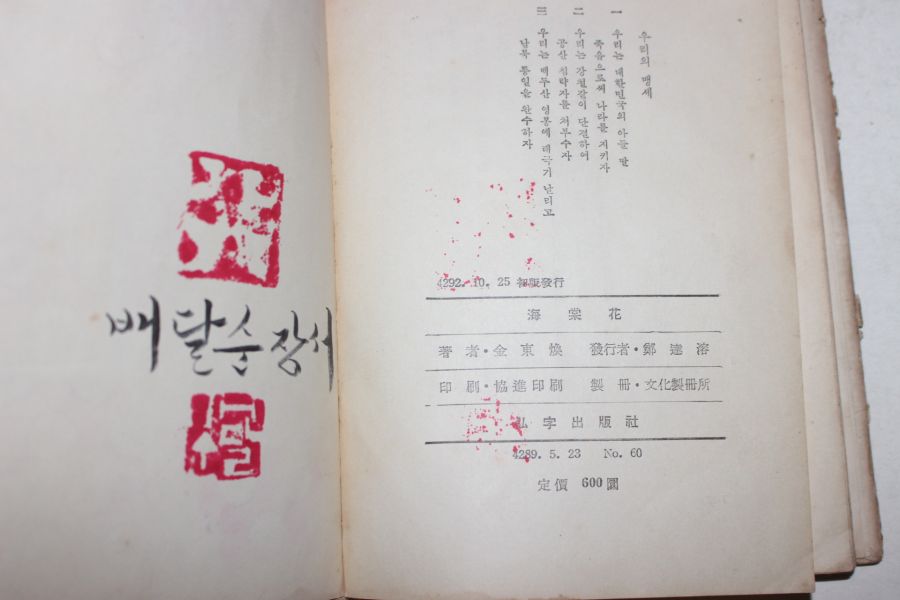 배달순 장서
우리의 맹세
一 우리는 대한민국의 아들 딸
죽음으로써 나라를 지키자
二 우리는 강철같이 단결하여
공산 침략자를 처부수자
三 우리는 백두산 영봉에 태극기 날리고
남북 통일을 완수하자
4292. 10. 25 初版發行
海棠花
著者·金東煥 發行者·鄭達溶
印刷·協進印刷 製冊·文化製冊所
弘字出版社
4289. 5. 23 No. 60
定價 600圜